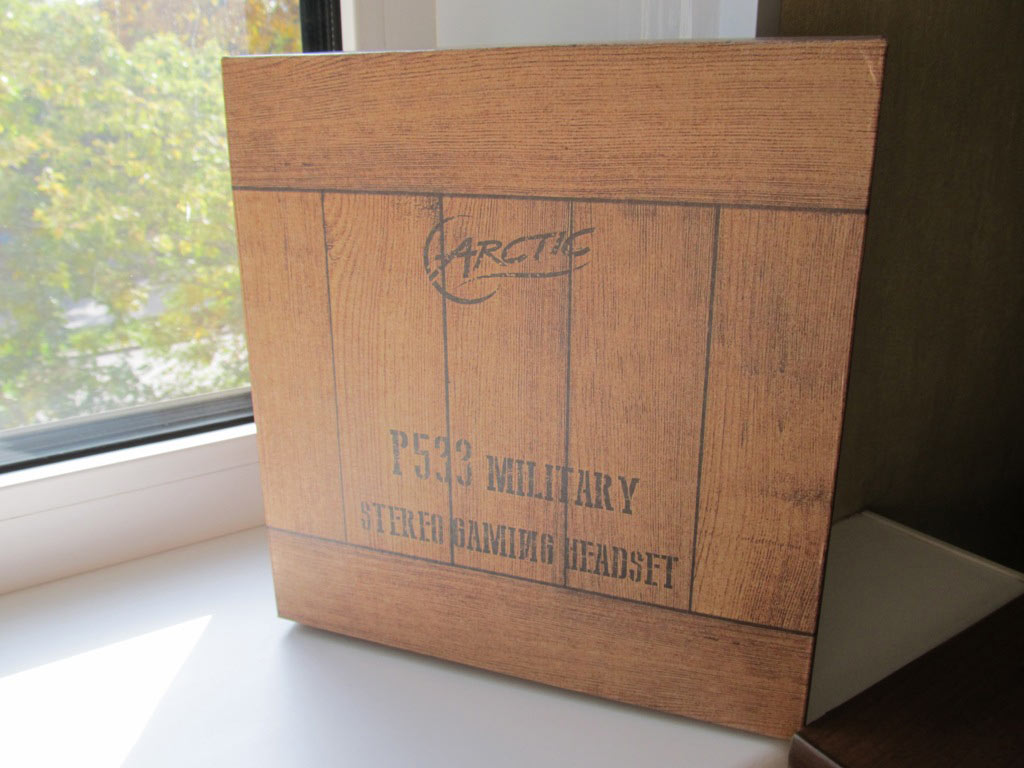 ARCTIC
P533 MILITARY
STEREO GAMING HEADSET